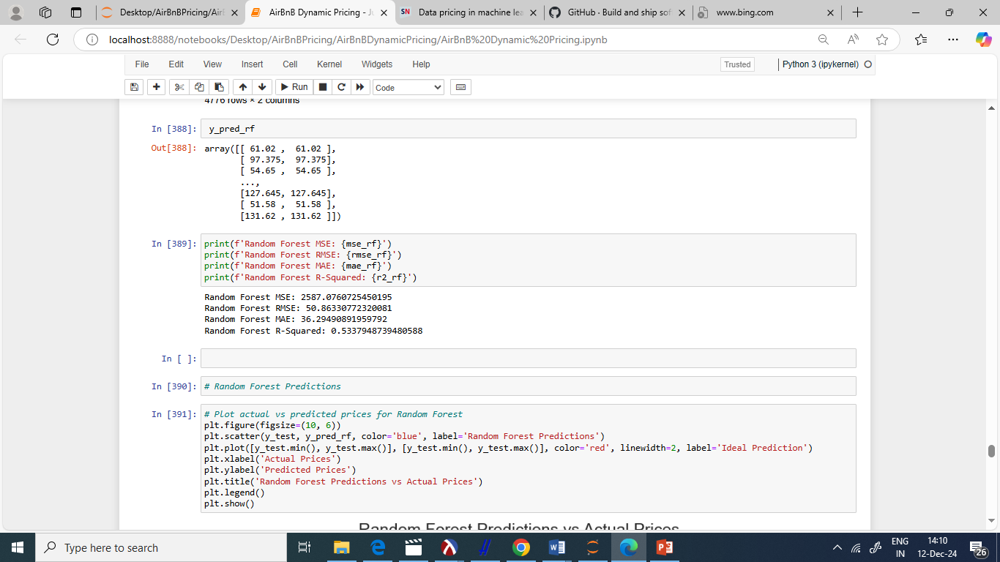 Desktop/AirBnBPricing/Air
AirBnB Dynamic Pricing - Ju
SN Data pricing in machine lea
GitHub · Build and ship sof
www.bing.com
localhost:8888/notebooks/Desktop/AirBnBPricing/AirBnBDynamicPricing/AirBnB%20Dynamic%20Pricing.ipynb
File Edit View Insert Cell Kernel Widgets Help Trusted Python 3 (ipykernel)
Run Code
4776 rows × 2 columns
In [388]: y_pred_rf
Out[388]: array([[ 61.02 ,  61.02 ],
[ 97.375,  97.375],
[ 54.65 ,  54.65 ],
...,
[127.645, 127.645],
[ 51.58 ,  51.58 ],
[131.62 , 131.62 ]])
In [389]: print(f'Random Forest MSE: {mse_rf}')
print(f'Random Forest RMSE: {rmse_rf}')
print(f'Random Forest MAE: {mae_rf}')
print(f'Random Forest R-Squared: {r2_rf}')
Random Forest MSE: 2587.0760725450195
Random Forest RMSE: 50.86330772320081
Random Forest MAE: 36.29490891959792
Random Forest R-Squared: 0.5337948739480588
In [ ]:
In [390]: # Random Forest Predictions
In [391]: # Plot actual vs predicted prices for Random Forest
plt.figure(figsize=(10, 6))
plt.scatter(y_test, y_pred_rf, color='blue', label='Random Forest Predictions')
plt.plot([y_test.min(), y_test.max()], [y_test.min(), y_test.max()], color='red', linewidth=2, label='Ideal Prediction')
plt.xlabel('Actual Prices')
plt.ylabel('Predicted Prices')
plt.title('Random Forest Predictions vs Actual Prices')
plt.legend()
plt.show()
Random Forest Predictions vs Actual Prices
Type here to search
ENG
IN
14:10
12-Dec-24
26